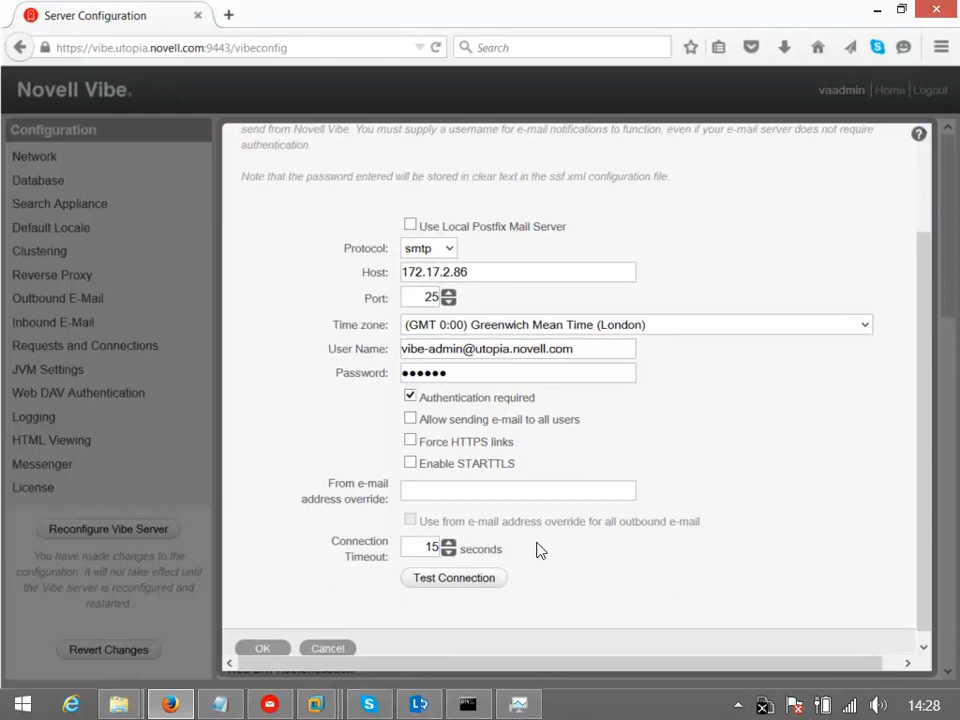 Server Configuration
https://vibe.utopia.novell.com:9443/vibeconfig
Search
Novell Vibe.
vaadmin Home Logout
Configuration
Network
Database
Search Appliance
Default Locale
Clustering
Reverse Proxy
Outbound E-Mail
Inbound E-Mail
Requests and Connections
JVM Settings
Web DAV Authentication
Logging
HTML Viewing
Messenger
License
Reconfigure Vibe Server
You have made changes to the
configuration. it will not take effect until
the Vibe server is reconfigured and
restarted.
Revert Changes
send from Novell Vibe. You must supply a username for e-mail notifications to function, even if your e-mail server does not require
authentication.
Note that the password entered will be stored in clear text in the ssf.xml configuration file.
Use Local Postfix Mail Server
Protocol: smtp
Host: 172.17.2.86
Port: 25
Time zone: (GMT 0:00) Greenwich Mean Time (London)
User Name: vibe-admin@utopia.novell.com
Password: ••••••
Authentication required
Allow sending e-mail to all users
Force HTTPS links
Enable STARTTLS
From e-mail
address override:
Use from e-mail address override for all outbound e-mail
Connection
Timeout: 15 seconds
Test Connection
OK Cancel
14:28